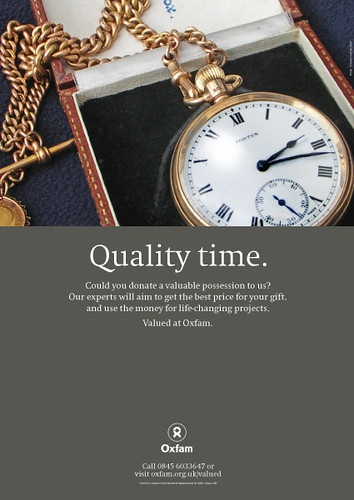 Quality time.
Could you donate a valuable possession to us?
Our experts will aim to get the best price for your gift,
and use the money for life-changing projects.
Valued at Oxfam.
Oxfam
Call 0845 6033647 or
visit oxfam.org.uk/valued